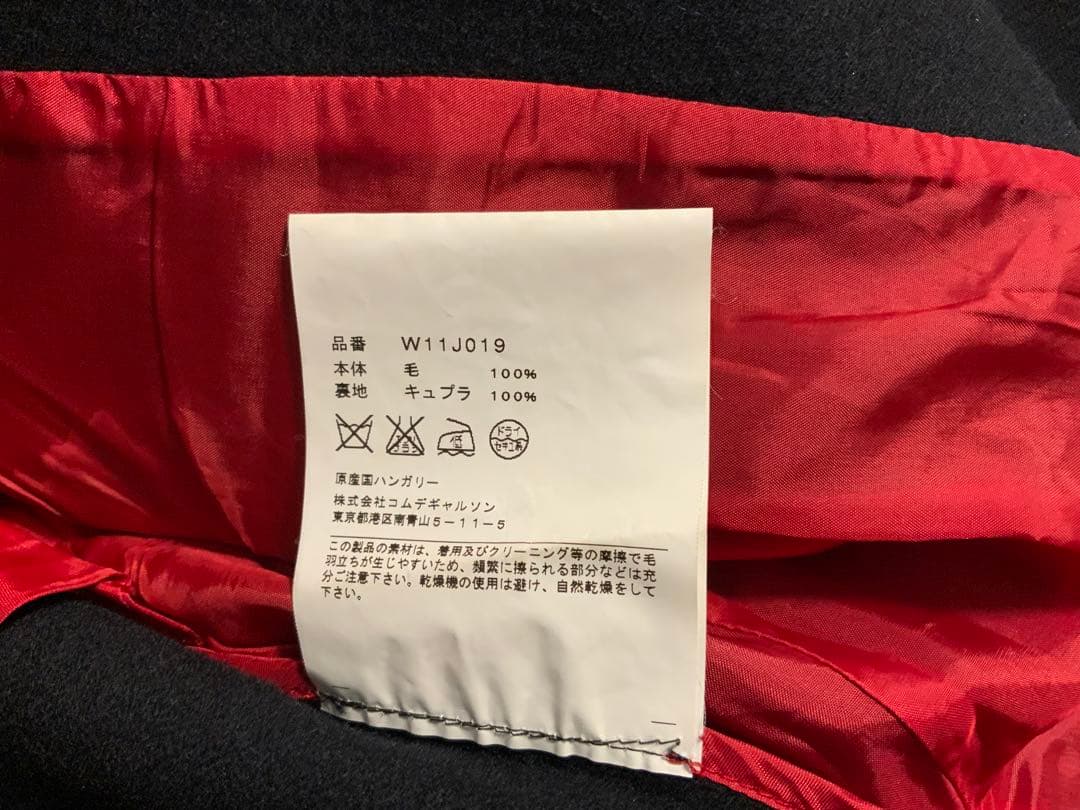 品番 W11J019
本体 毛 100%
裏地 キュプラ 100%
低 ドライ
セキユ系
原産国ハンガリー
株式会社コムデギャルソン
東京都港区南青山5-11-5
この製品の素材は、着用及びクリーニング等の摩擦で毛
羽立ちが生じやすいため、頻繁に擦られる部分などは充
分ご注意下さい。乾燥機の使用は避け、自然乾燥をして
下さい。